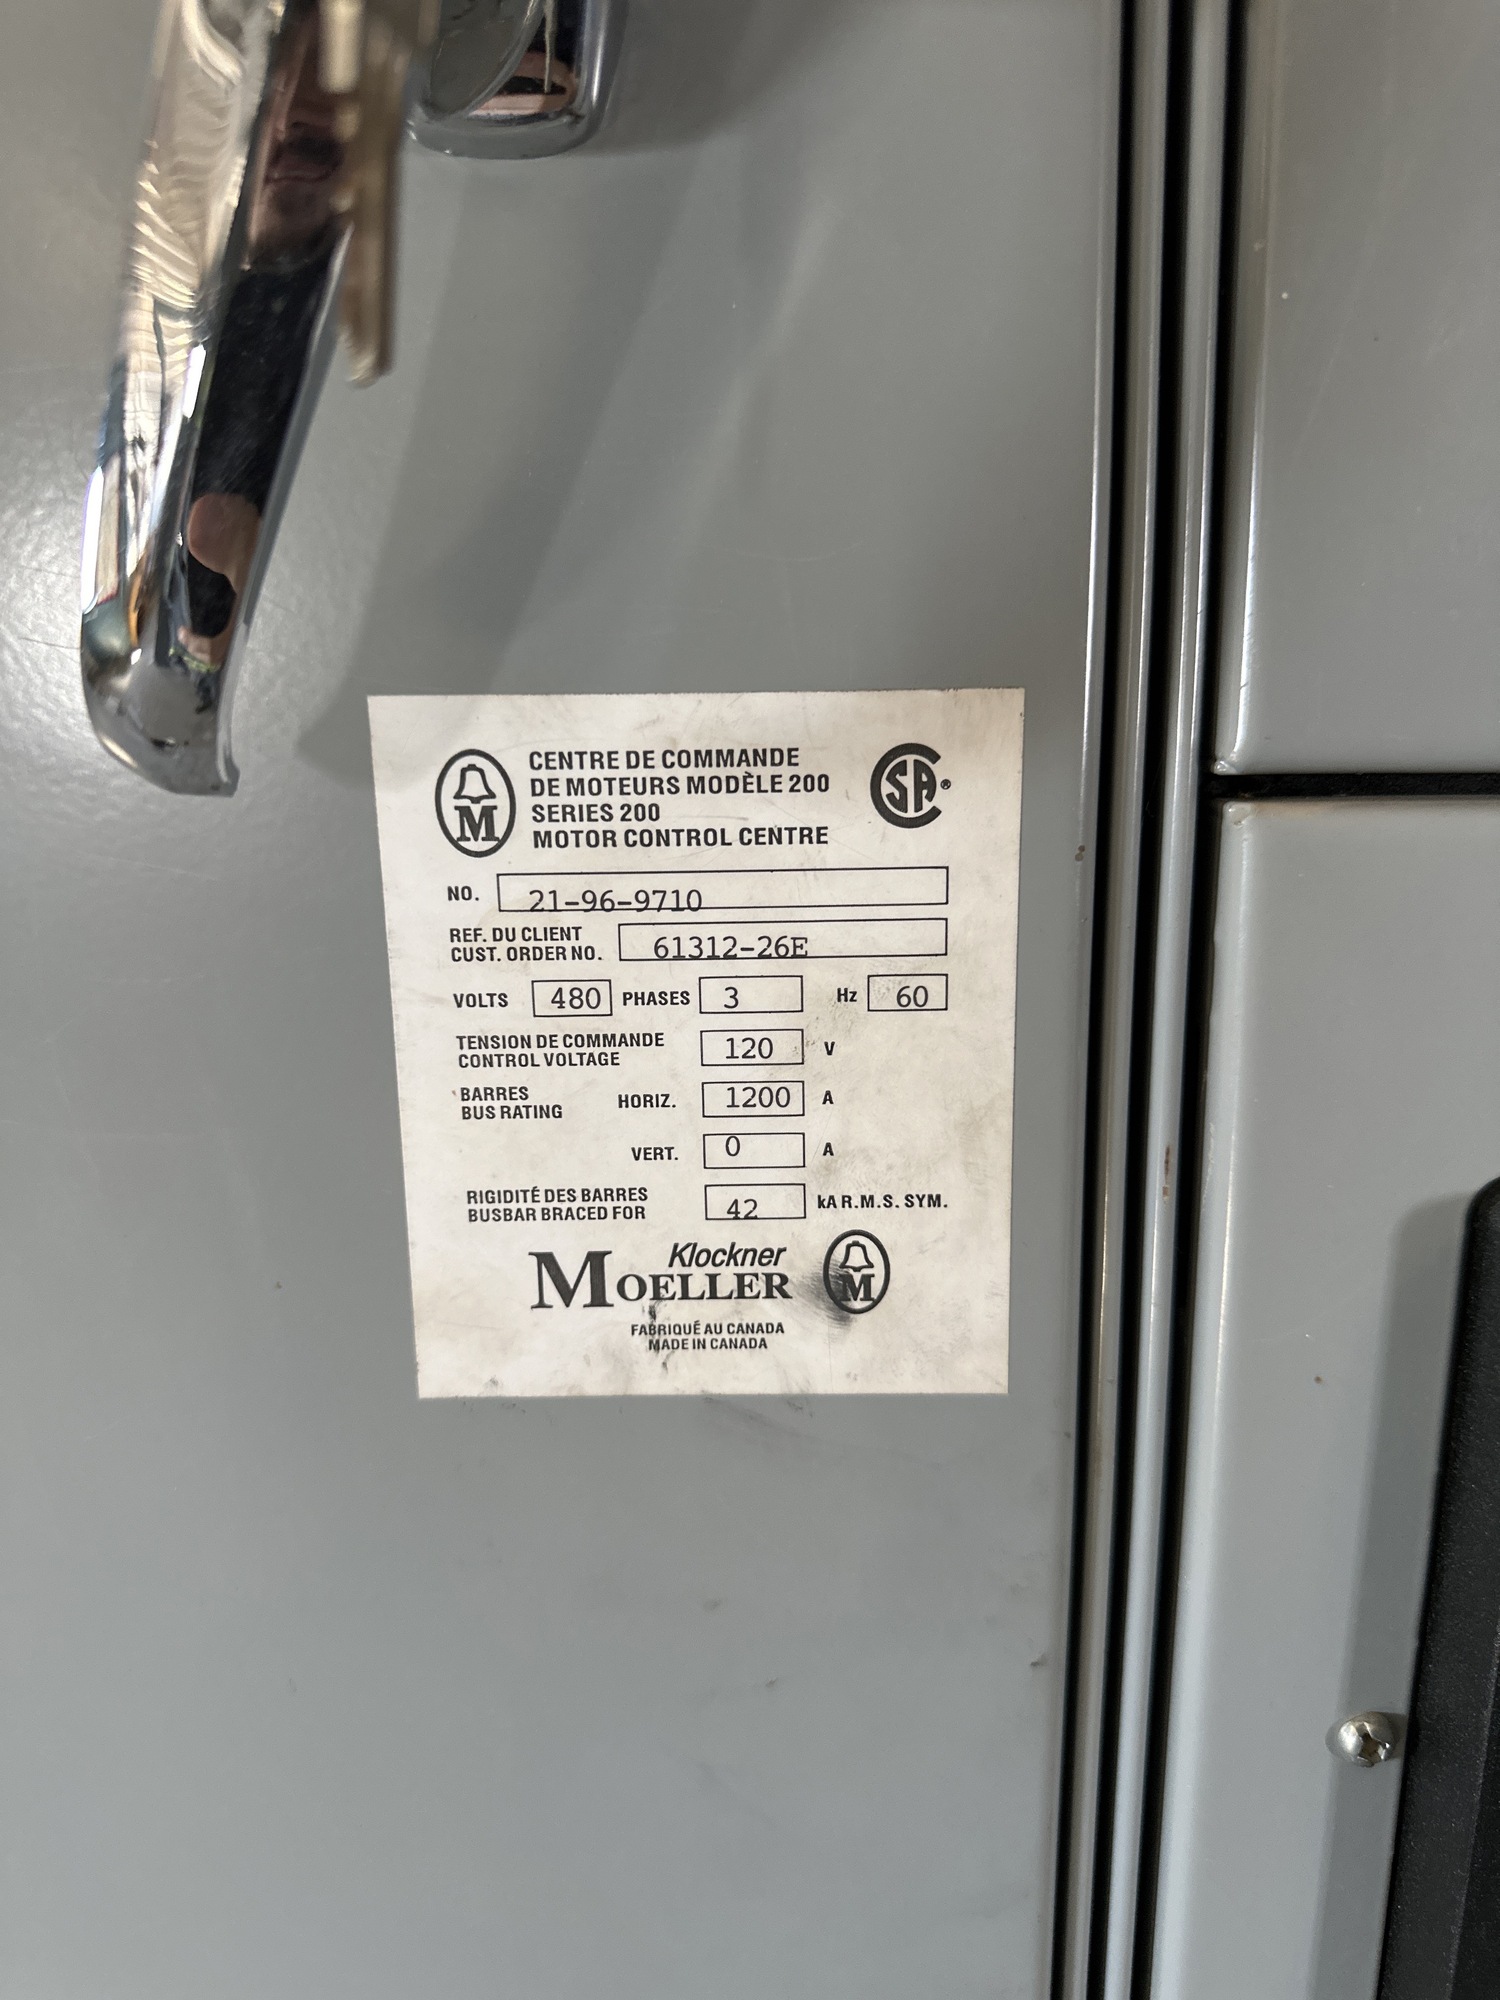 CENTRE DE COMMANDE
DE MOTEURS MODÈLE 200
SERIES 200
MOTOR CONTROL CENTRE
M
SA®
NO. 21-96-9710
REF. DU CLIENT
CUST. ORDER NO. 61312-26E
VOLTS 480 PHASES 3 Hz 60
TENSION DE COMMANDE
CONTROL VOLTAGE 120 V
BARRES
BUS RATING HORIZ. 1200 A
VERT. 0 A
RIGIDITÉ DES BARRES
BUSBAR BRACED FOR 42 kA R.M.S. SYM.
Klockner
MOELLER
M
FABRIQUÉ AU CANADA
MADE IN CANADA